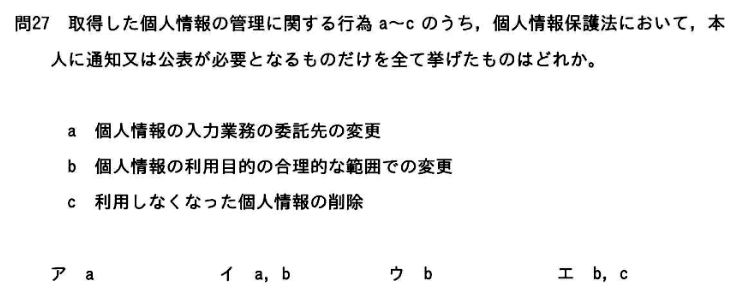 問27　取得した個人情報の管理に関する行為 a～c のうち，個人情報保護法において，本
人に通知又は公表が必要となるものだけを全て挙げたものはどれか。
a　個人情報の入力業務の委託先の変更
b　個人情報の利用目的の合理的な範囲での変更
c　利用しなくなった個人情報の削除
ア　a　　　イ　a, b　　　ウ　b　　　エ　b, c